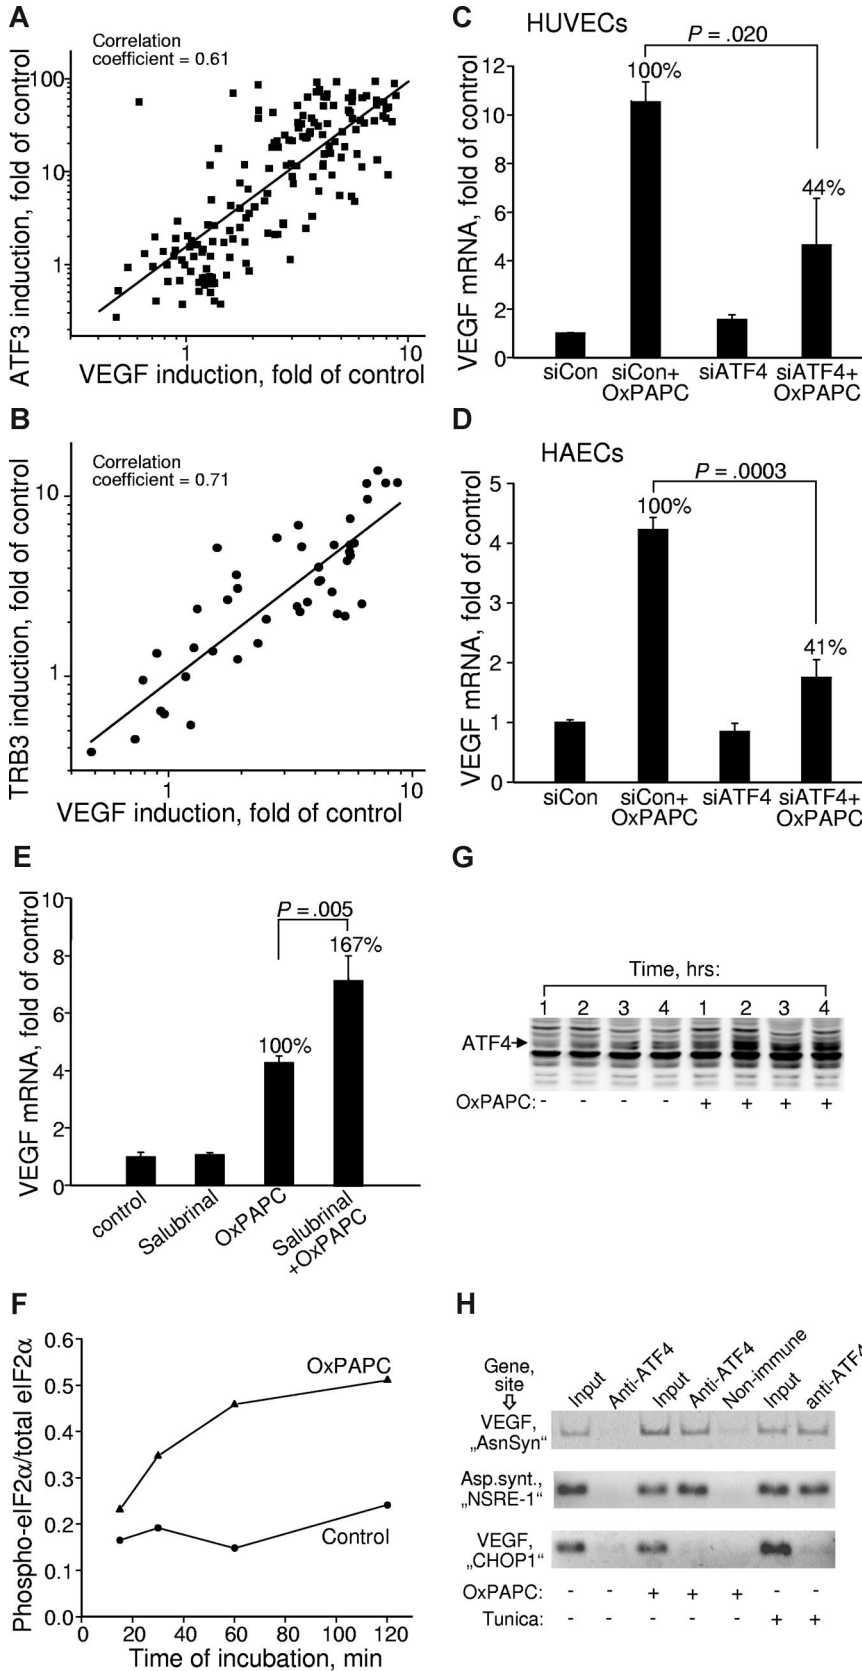 A
Correlation
coefficient = 0.61
ATF3 induction, fold of control
100
10
1
1
10
VEGF induction, fold of control
B
Correlation
coefficient = 0.71
TRB3 induction, fold of control
10
1
1
10
VEGF induction, fold of control
C
HUVECs
P = .020
100%
44%
VEGF mRNA, fold of control
12
10
8
6
4
2
0
siCon
siCon+
OxPAPC
siATF4
siATF4+
OxPAPC
D
HAECs
P = .0003
100%
41%
VEGF mRNA, fold of control
5
4
3
2
1
0
siCon
siCon+
OxPAPC
siATF4
siATF4+
OxPAPC
E
P = .005
167%
100%
VEGF mRNA, fold of control
10
8
6
4
2
0
control
Salubrinal
OxPAPC
Salubrinal
+OxPAPC
G
Time, hrs:
1 2 3 4 1 2 3 4
ATF4
OxPAPC: - - - - + + + +
F
Phospho-eIF2α/total eIF2α
0.6
0.5
0.4
0.3
0.2
0.1
0.0
OxPAPC
Control
0 20 40 60 80 100 120
Time of incubation, min
H
Gene,
site
Input Anti-ATF4 Input Anti-ATF4 Non-immune Input anti-ATF4
VEGF,
„AsnSyn“
Asp.synt.,
„NSRE-1“
VEGF,
„CHOP1“
OxPAPC: - - + + + - -
Tunica: - - - - - + +